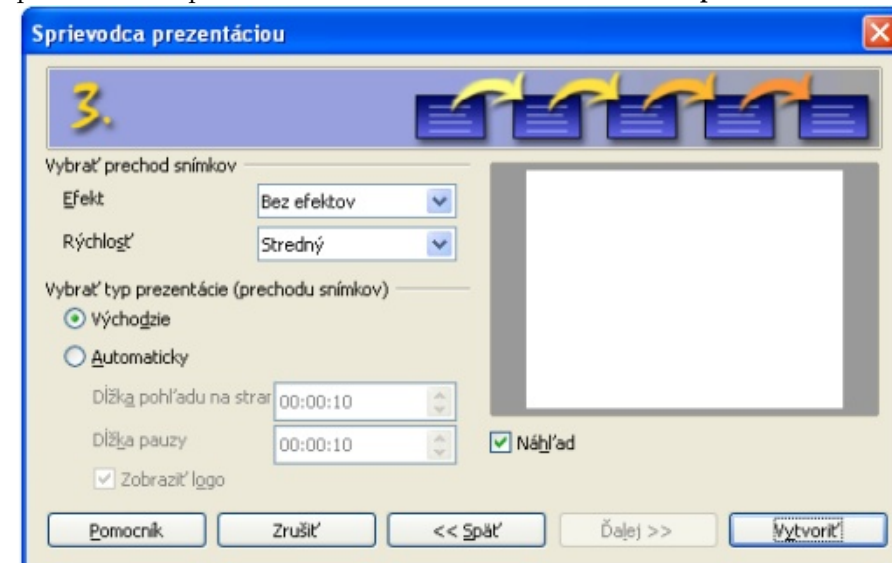 Sprievodca prezentáciou
3.
Vybrať prechod snímkov
Efekt
Bez efektov
Rýchlosť
Stredný
Vybrať typ prezentácie (prechodu snímkov)
Východzie
Automaticky
Dĺžka pohľadu na strar
00:00:10
Dĺžka pauzy
00:00:10
Náhľad
Zobraziť logo
Pomocník
Zrušiť
<< Späť
Ďalej >>
Vytvoriť